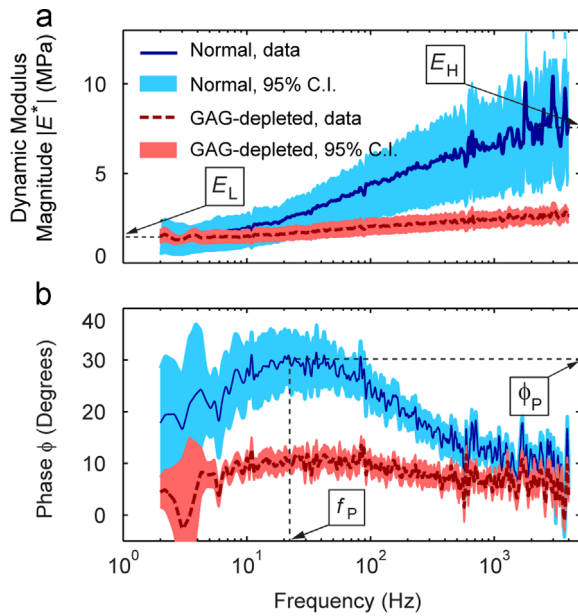 a
Dynamic Modulus
Magnitude |E*| (MPa)
10
5
0
Normal, data
Normal, 95% C.I.
GAG-depleted, data
GAG-depleted, 95% C.I.
E_H
E_L
b
Phase ϕ (Degrees)
40
30
20
10
0
ϕ_P
f_P
10^0 10^1 10^2 10^3
Frequency (Hz)